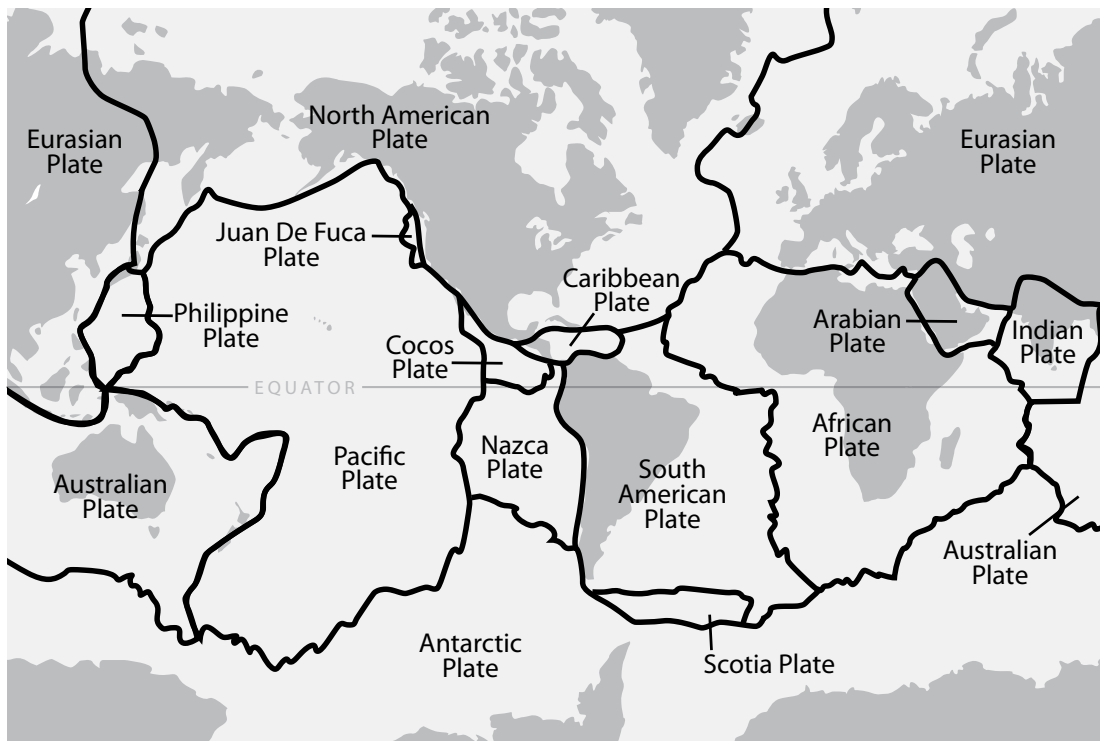 North American
Plate
Eurasian
Plate
Eurasian
Plate
Juan De Fuca
Plate
Caribbean
Plate
Philippine
Plate
Arabian
Plate
Indian
Plate
Cocos
Plate
EQUATOR
African
Plate
Nazca
Plate
Pacific
Plate
South
American
Plate
Australian
Plate
Australian
Plate
Antarctic
Plate
Scotia Plate